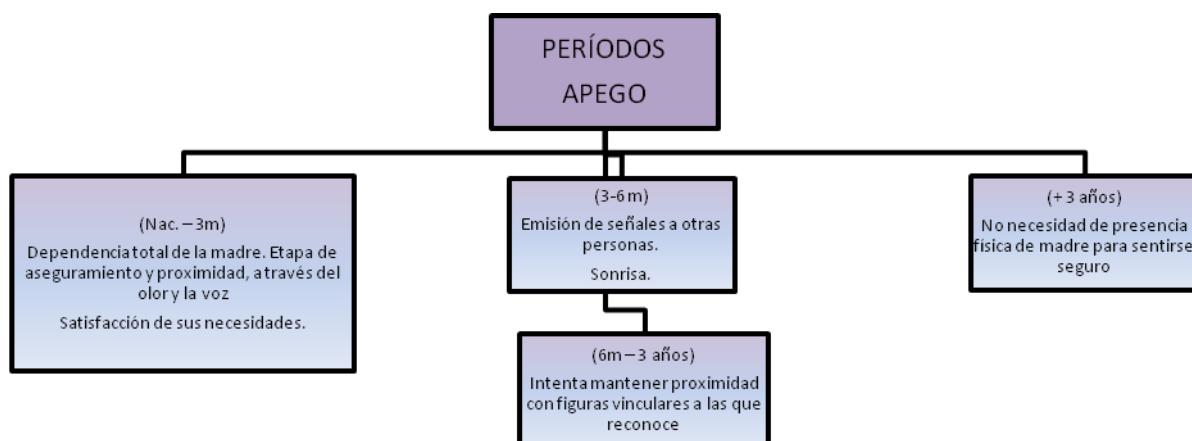 PERÍODOS
APEGO
(Nac. – 3m)
Dependencia total de la madre. Etapa de
aseguramiento y proximidad, a través del
olor y la voz
Satisfacción de sus necesidades.
(3-6 m)
Emisión de señales a otras
personas.
Sonrisa.
(6m – 3 años)
Intenta mantener proximidad
con figuras vinculares a las que
reconoce
(+ 3 años)
No necesidad de presencia
física de madre para sentirse
seguro